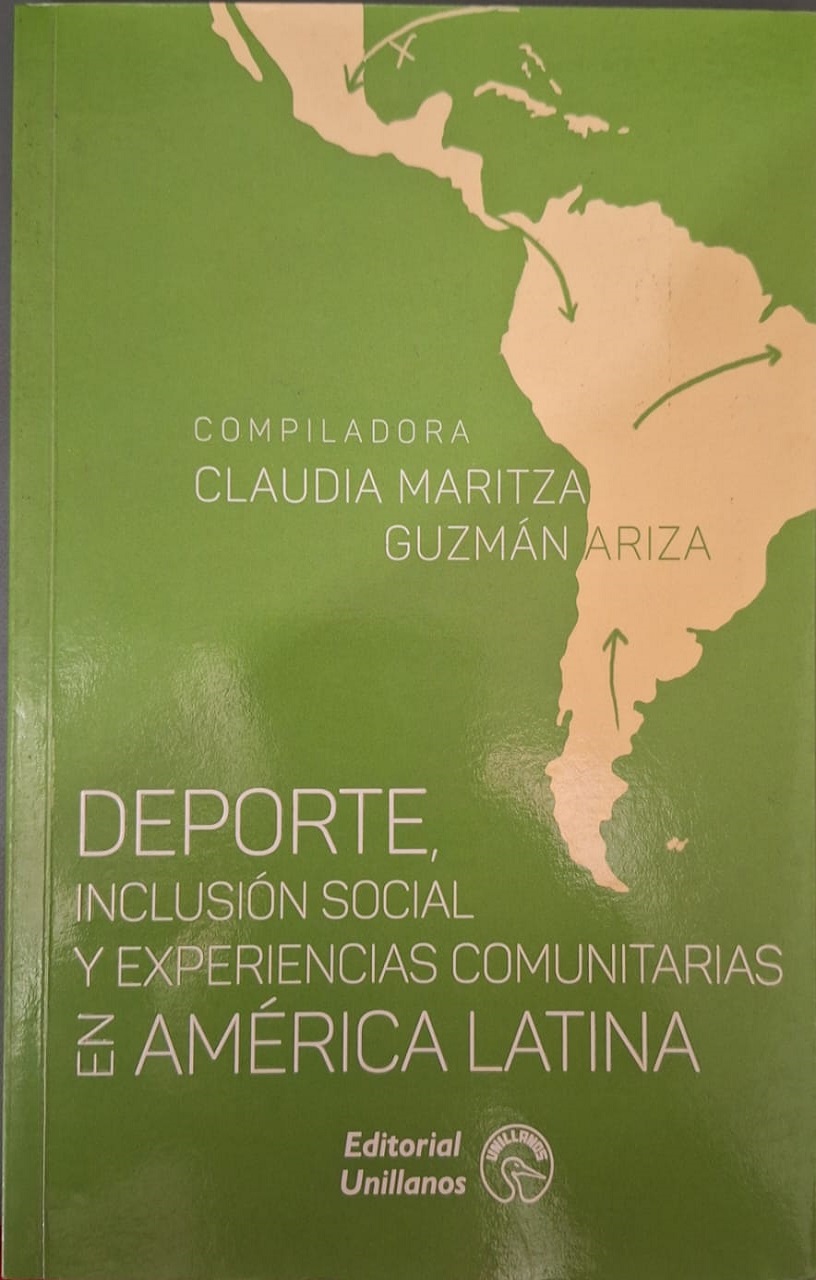 COMPILADORA
CLAUDIA MARITZA
GUZMÁN ARIZA
DEPORTE,
INCLUSIÓN SOCIAL
Y EXPERIENCIAS COMUNITARIAS
EN AMÉRICA LATINA
Editorial
Unillanos
UNILLANOS